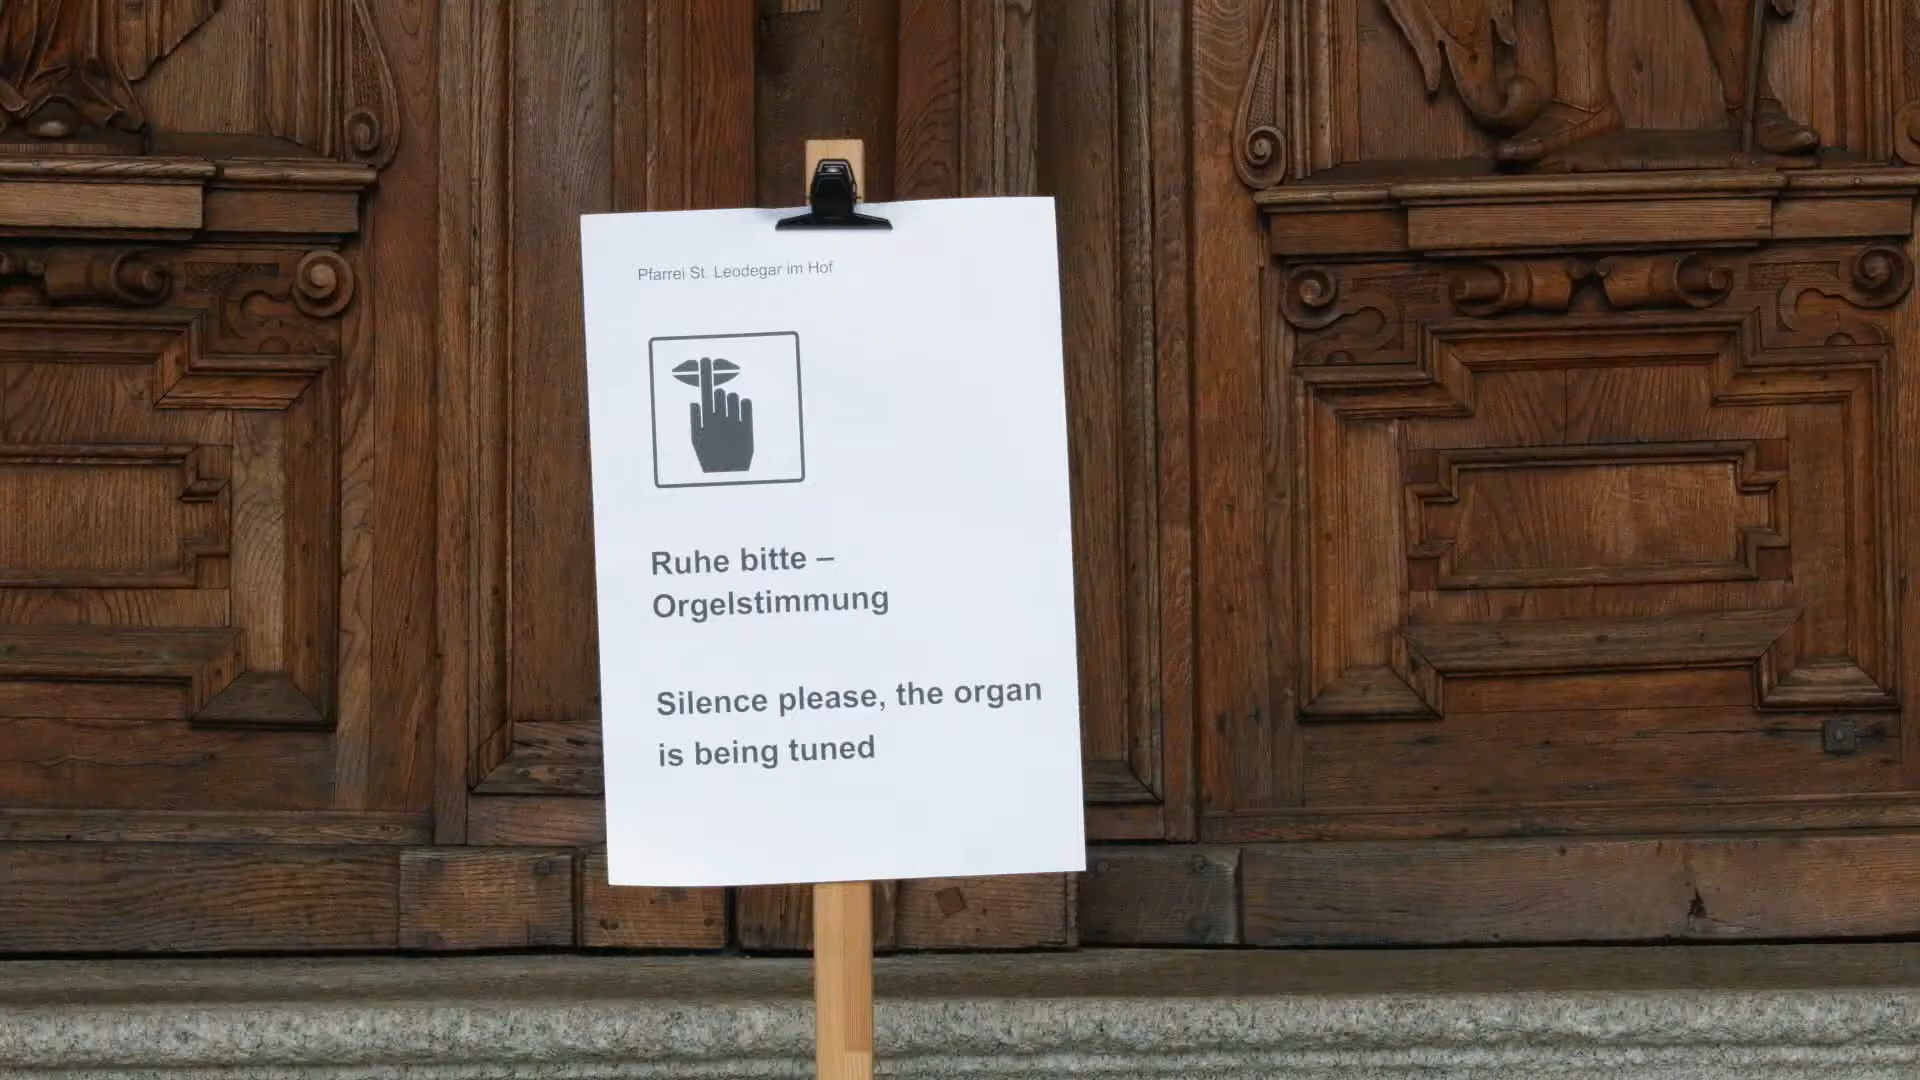 Pfarrei St. Leodegar im Hof
Ruhe bitte –
Orgelstimmung
Silence please, the organ
is being tuned